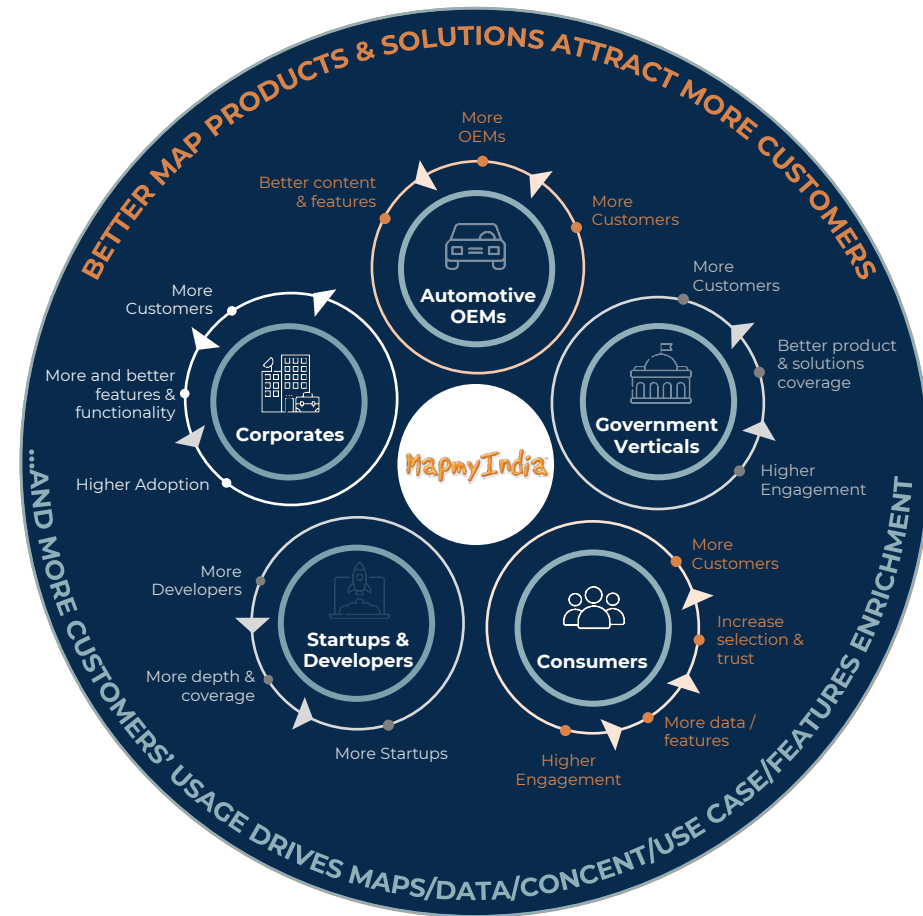 BETTER MAP PRODUCTS & SOLUTIONS ATTRACT MORE CUSTOMERS
More
OEMs
Better content
& features
More
Customers
Automotive
OEMs
More
Customers
More and better
features &
functionality
Higher Adoption
Corporates
More
Customers
Better product
& solutions
coverage
Higher
Engagement
Government
Verticals
MapmyIndia
More
Developers
More depth &
coverage
More Startups
Startups &
Developers
More
Customers
Increase
selection &
trust
More data /
features
Higher
Engagement
Consumers
...AND MORE CUSTOMERS' USAGE DRIVES MAPS/DATA/CONCENT/USE CASE/FEATURES ENRICHMENT